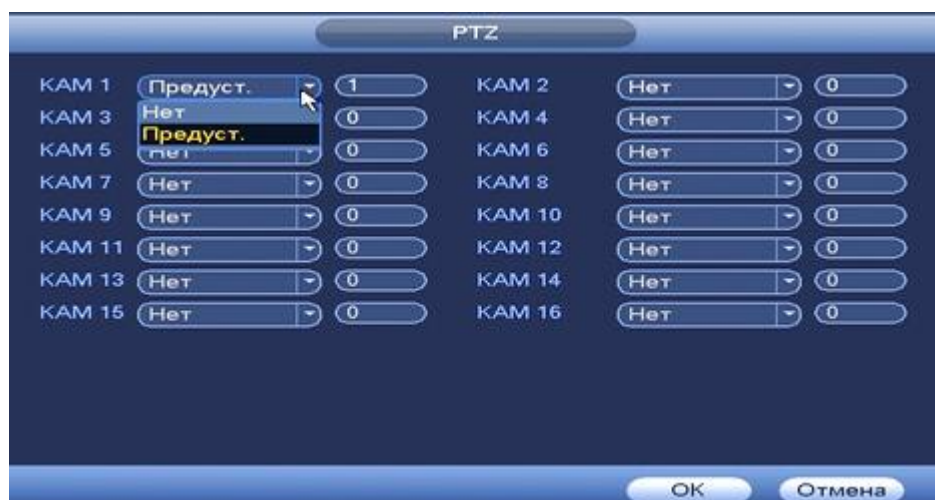 PTZ
КАМ 1 Предуст. 1 КАМ 2 Нет 0
Нет
КАМ 3 0 КАМ 4 Нет 0
Предуст.
КАМ 5 Нет 0 КАМ 6 Нет 0
КАМ 7 Нет 0 КАМ 8 Нет 0
КАМ 9 Нет 0 КАМ 10 Нет 0
КАМ 11 Нет 0 КАМ 12 Нет 0
КАМ 13 Нет 0 КАМ 14 Нет 0
КАМ 15 Нет 0 КАМ 16 Нет 0
ОК Отмена